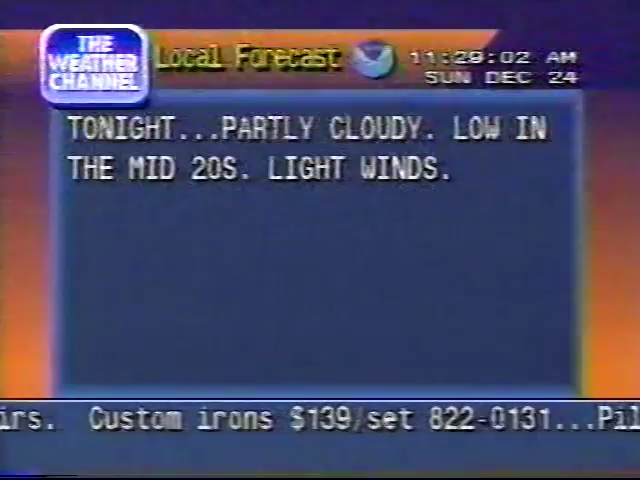 THE
WEATHER
CHANNEL
Local Forecast
11:29:02 AM
SUN DEC 24
TONIGHT...PARTLY CLOUDY. LOW IN
THE MID 20S. LIGHT WINDS.
irs. Custom irons $139/set 822-0131...Pil